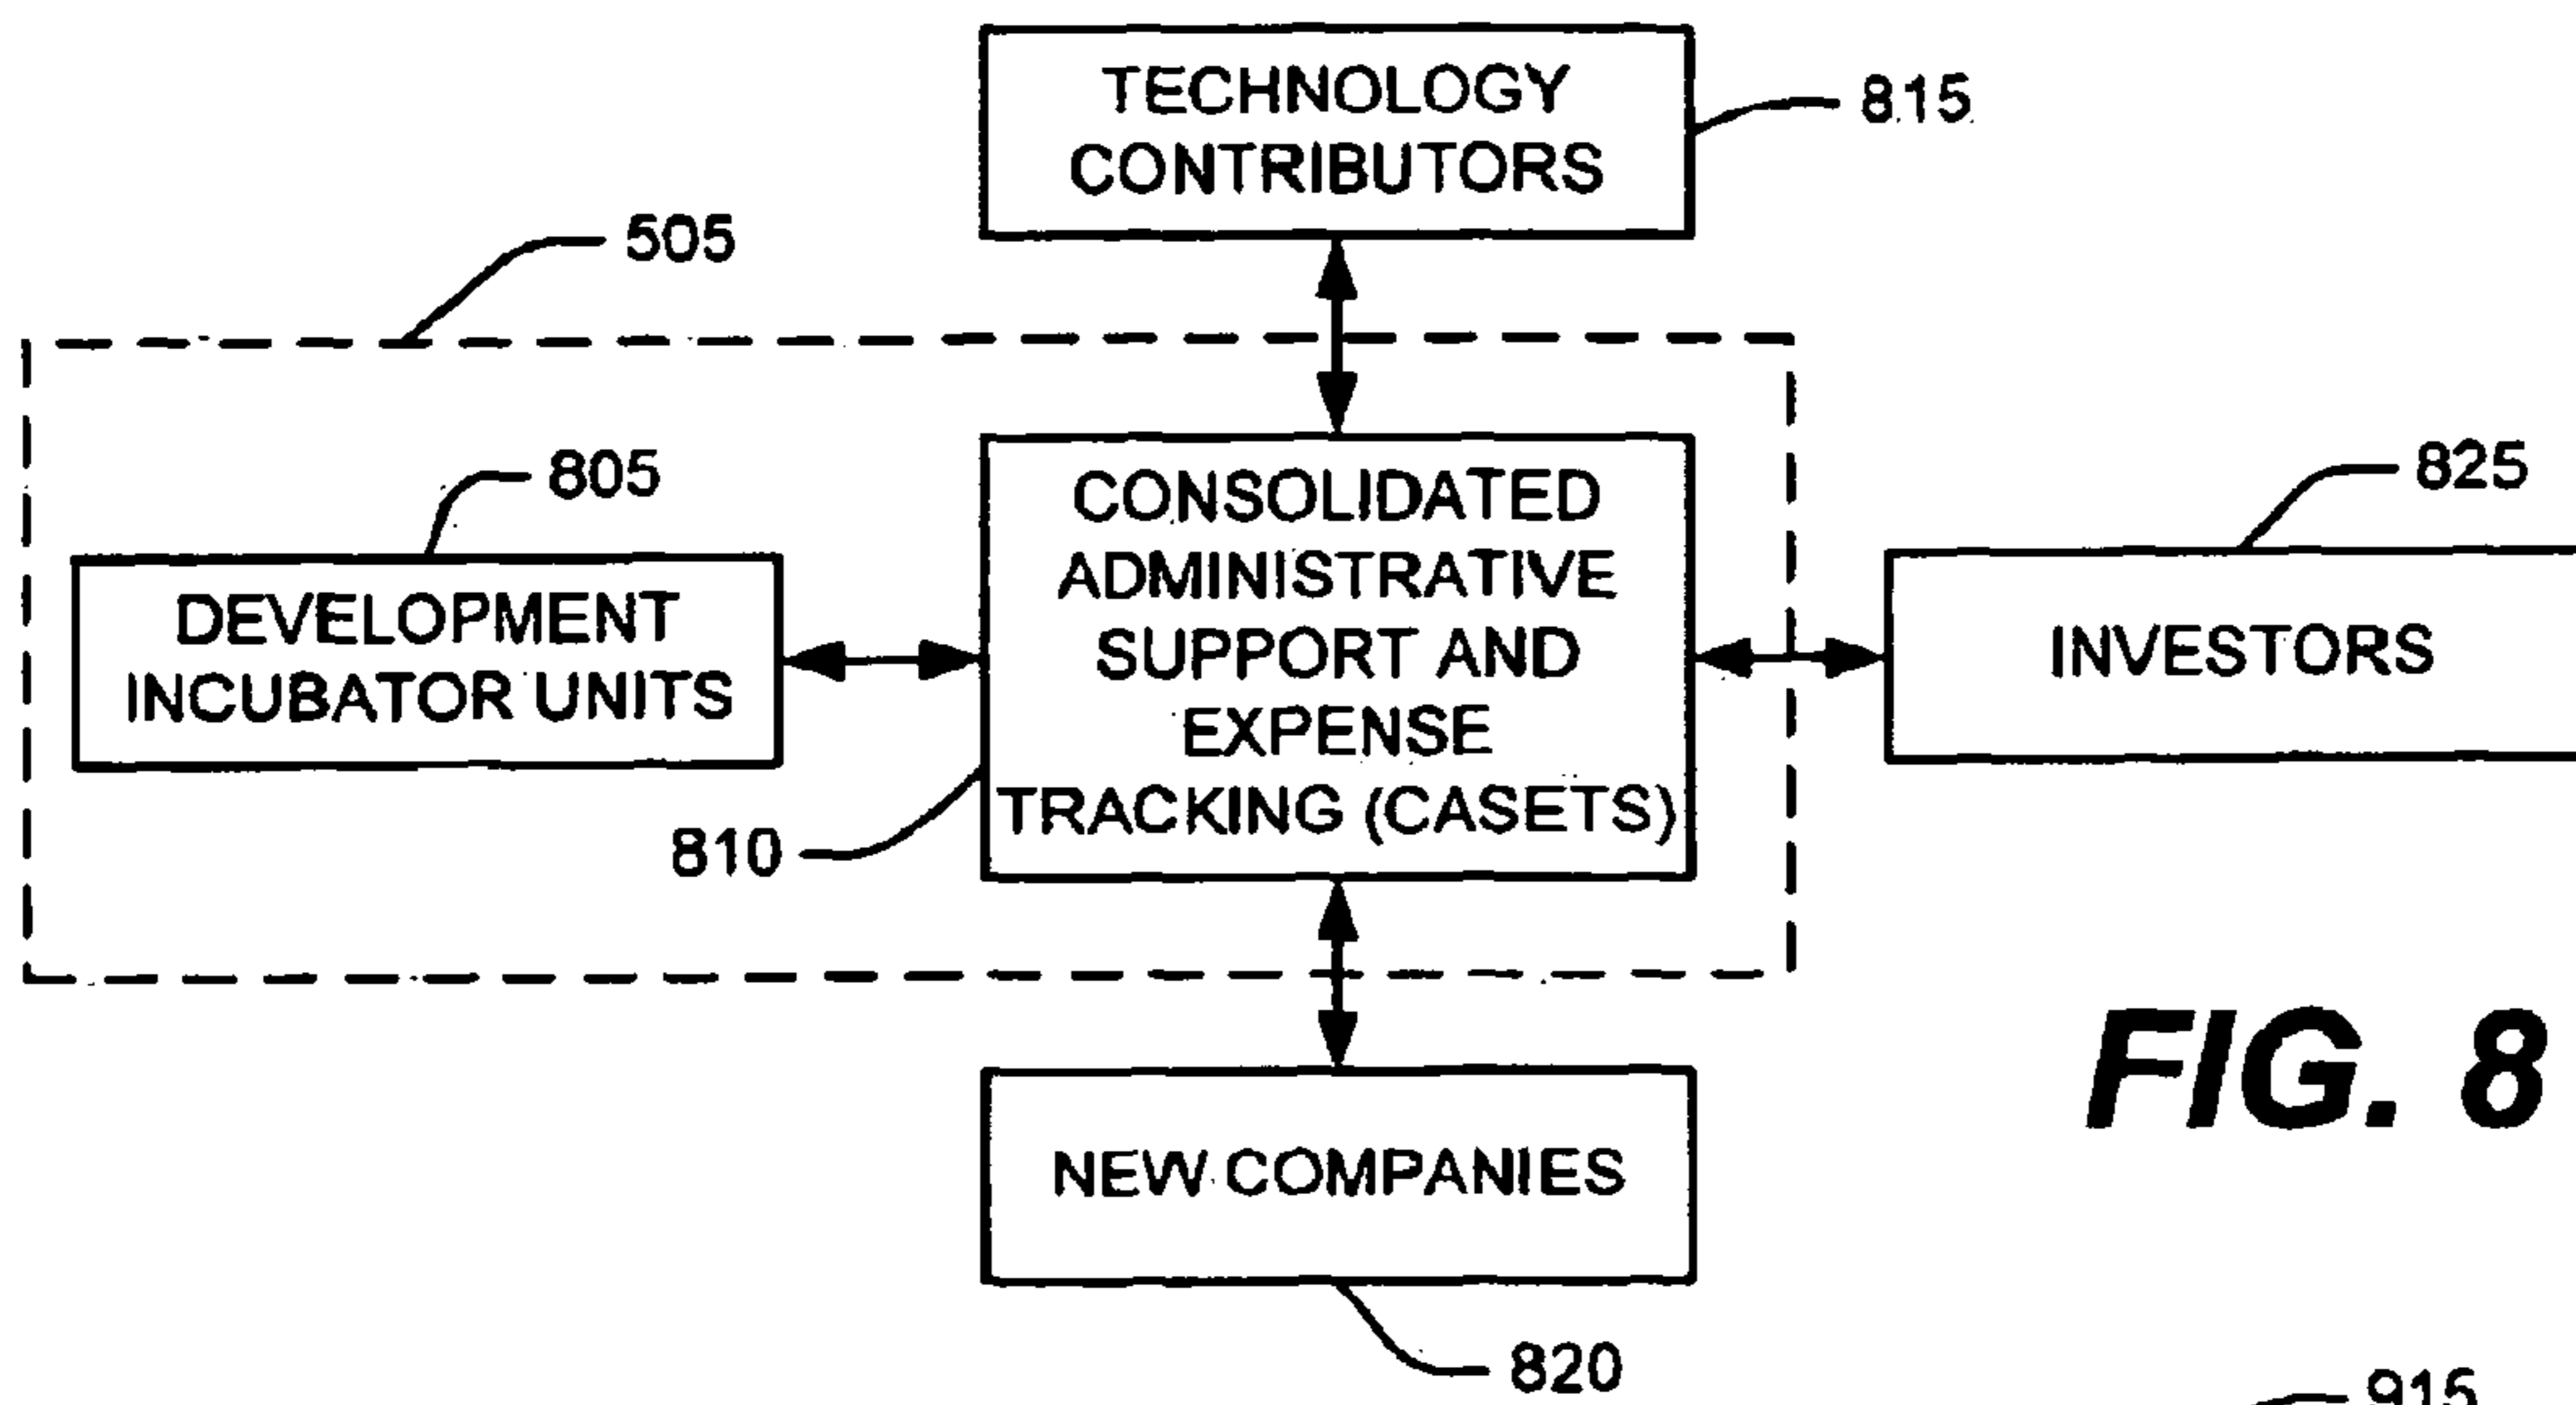 TECHNOLOGY
CONTRIBUTORS
815
505
805
DEVELOPMENT
INCUBATOR UNITS
CONSOLIDATED
ADMINISTRATIVE
SUPPORT AND
EXPENSE
TRACKING (CASETS)
810
825
INVESTORS
FIG. 8
NEW COMPANIES
820
915